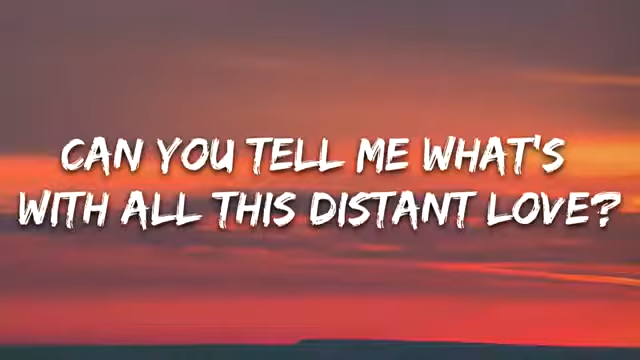 CAN YOU TELL ME WHAT'S
WITH ALL THIS DISTANT LOVE?